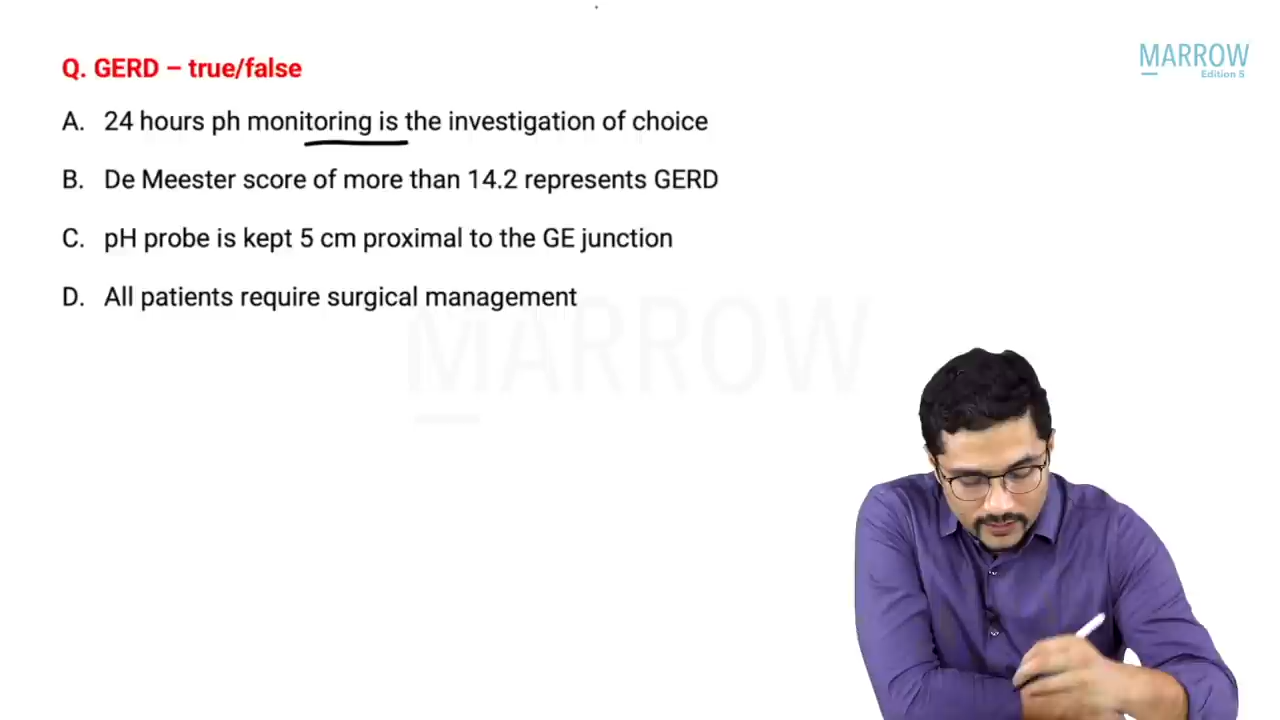 MARROW
Edition 5
Q. GERD – true/false
A. 24 hours ph monitoring is the investigation of choice
B. De Meester score of more than 14.2 represents GERD
C. pH probe is kept 5 cm proximal to the GE junction
D. All patients require surgical management
MARROW